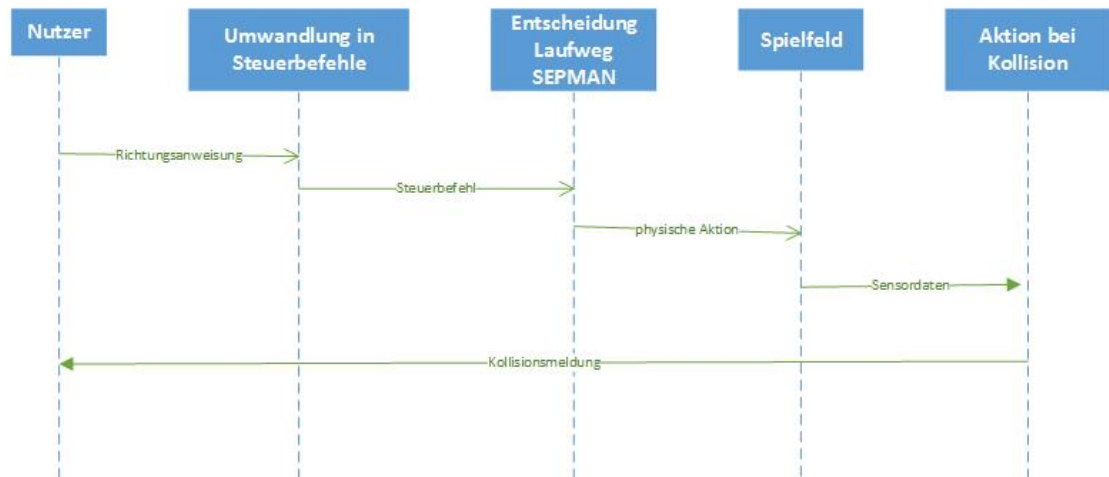 Nutzer
Umwandlung in
Steuerbefehle
Entscheidung
Laufweg
SEPMAN
Spielfeld
Aktion bei
Kollision
Richtungsanweisung
Steuerbefehl
physische Aktion
Sensordaten
Kollisionsmeldung